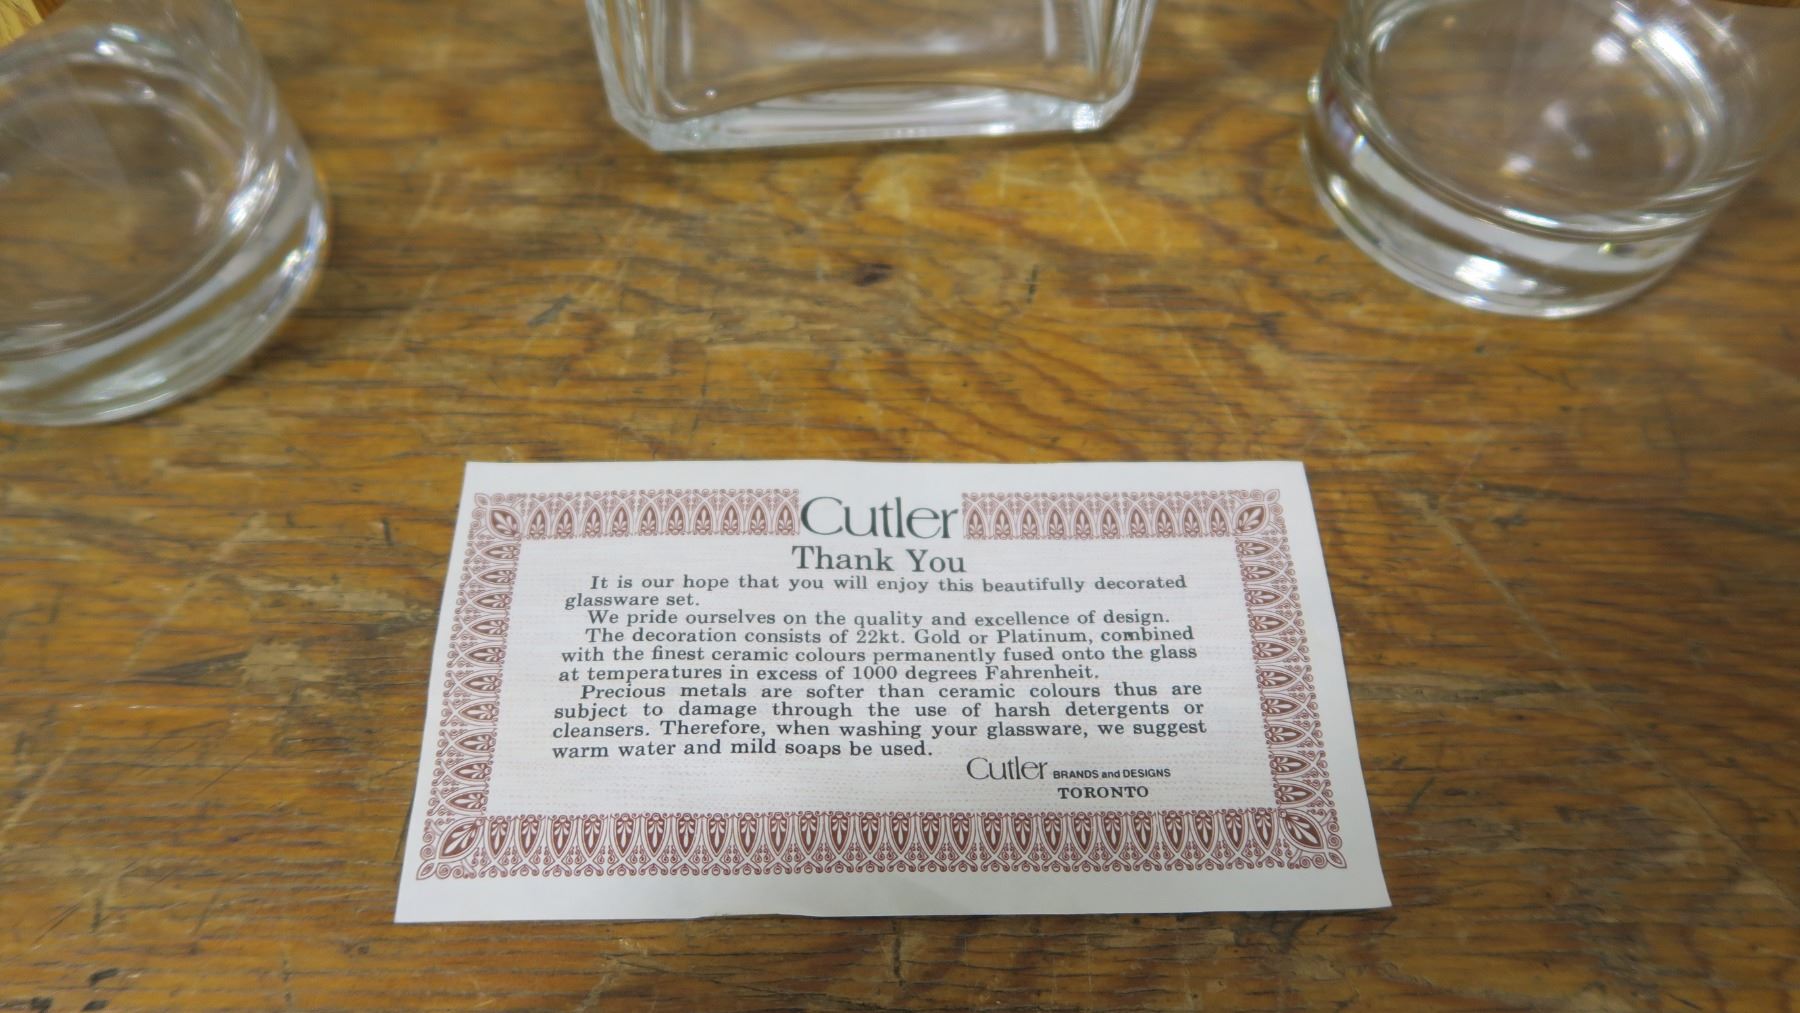 Cutler
Thank You
It is our hope that you will enjoy this beautifully decorated
glassware set.
We pride ourselves on the quality and excellence of design.
The decoration consists of 22kt. Gold or Platinum, combined
with the finest ceramic colours permanently fused onto the glass
at temperatures in excess of 1000 degrees Fahrenheit.
Precious metals are softer than ceramic colours thus are
subject to damage through the use of harsh detergents or
cleansers. Therefore, when washing your glassware, we suggest
warm water and mild soaps be used.
Cutler BRANDS and DESIGNS
TORONTO